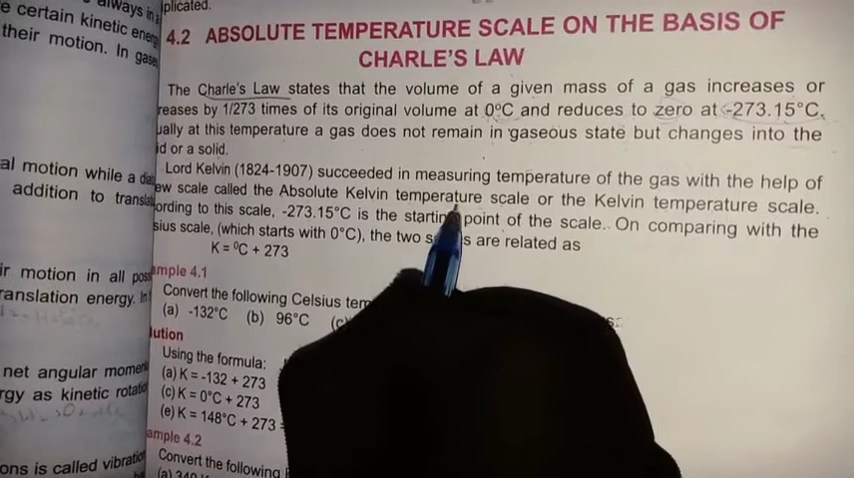 always in a
e certain kinetic energ
their motion. In gase
al motion while a dia
addition to transla
ir motion in all poss
ranslation energy. In
net angular momen
rgy as kinetic rotatio
ons is called vibration
plicated.
4.2 ABSOLUTE TEMPERATURE SCALE ON THE BASIS OF
CHARLE'S LAW
The Charle's Law states that the volume of a given mass of a gas increases or
reases by 1/273 times of its original volume at 0°C and reduces to zero at -273.15°C.
ually at this temperature a gas does not remain in gaseous state but changes into the
id or a solid.
Lord Kelvin (1824-1907) succeeded in measuring temperature of the gas with the help of
ew scale called the Absolute Kelvin temperature scale or the Kelvin temperature scale.
ording to this scale, -273.15°C is the starting point of the scale. On comparing with the
sius scale, (which starts with 0°C), the two s are related as
K = °C + 273
ample 4.1
Convert the following Celsius tem
(a) -132°C (b) 96°C (c)
lution
Using the formula:
(a) K = -132 + 273
(c) K = 0°C + 273
(e) K = 148°C + 273 =
ample 4.2
Convert the following
(a) 340